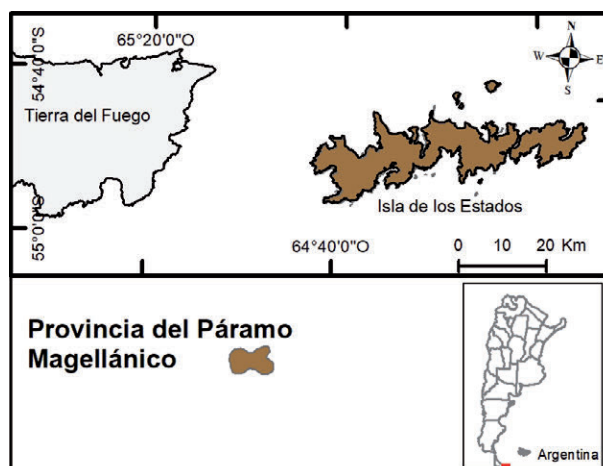 65°20'0"O
54°40'0"S
Tierra del Fuego
N
W
E
S
Isla de los Estados
55°0'0"S
64°40'0"O
0 10 20 Km
Provincia del Páramo
Magellánico
Argentina